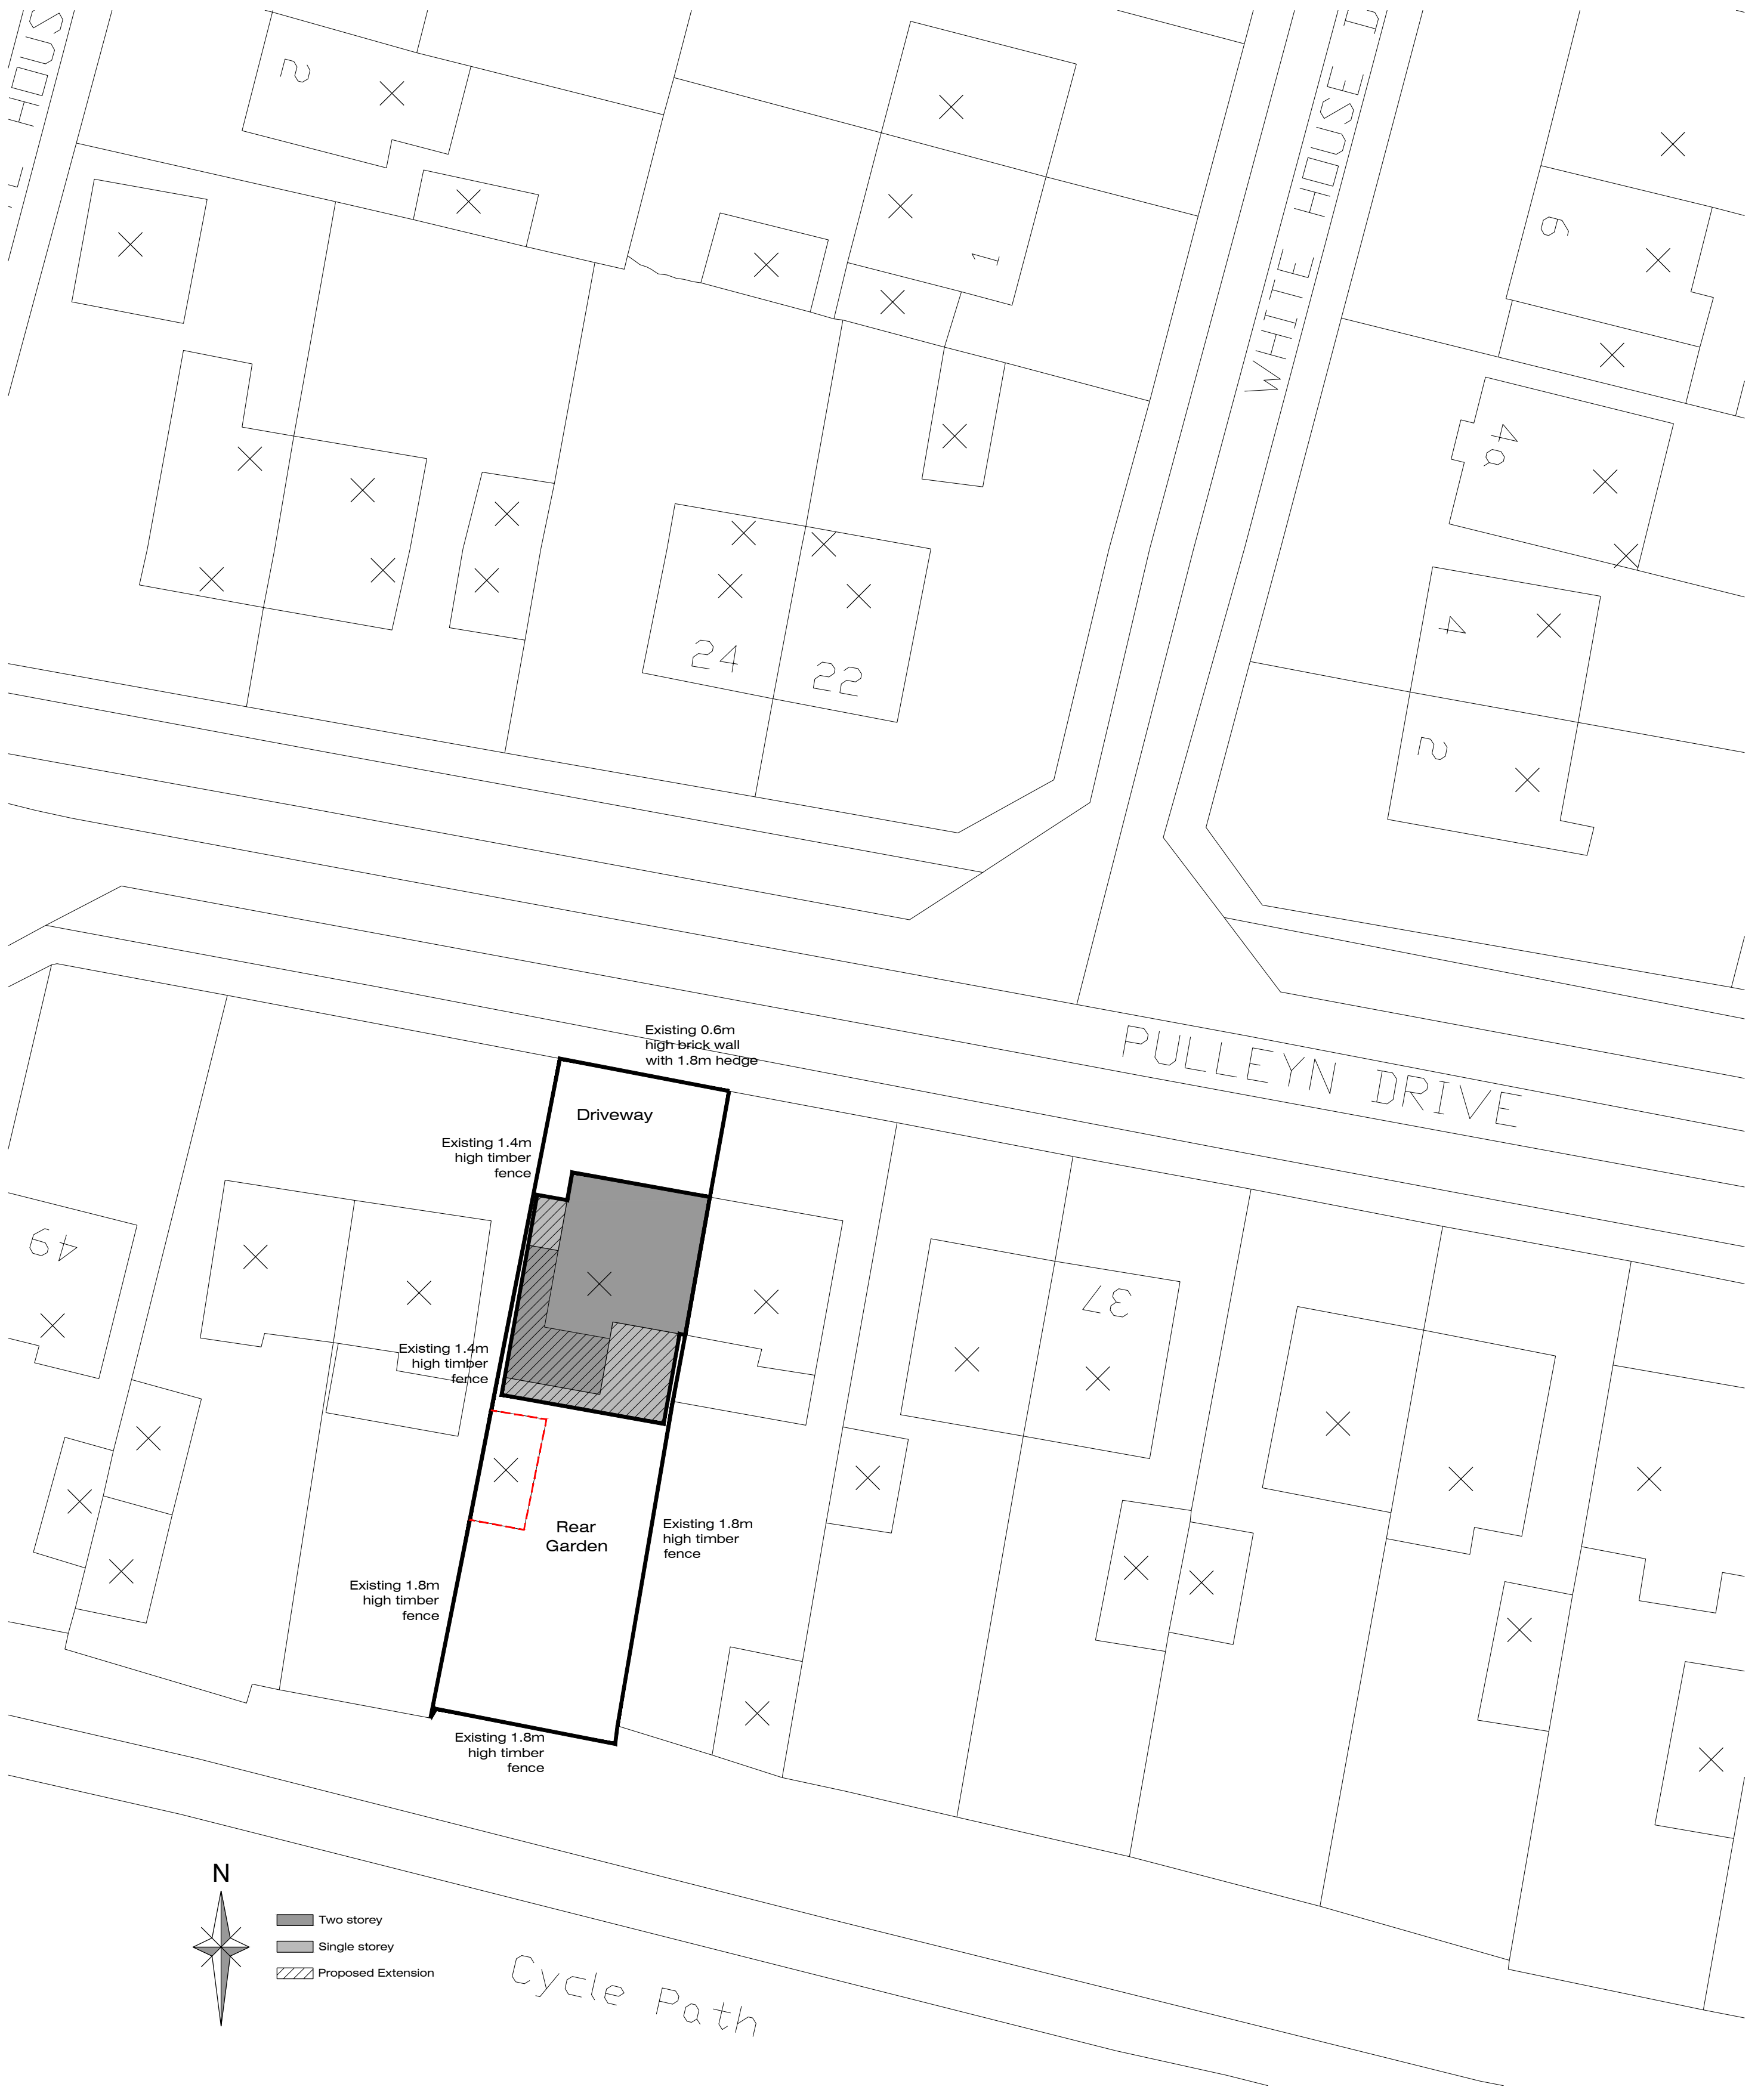 HOUS
2
1
WHITE HOUSE D
9
40
4
2
24
22
PULLEYN DRIVE
Existing 0.6m
high brick wall
with 1.8m hedge
Driveway
Existing 1.4m
high timber
fence
49
37
Existing 1.4m
high timber
fence
Rear
Garden
Existing 1.8m
high timber
fence
Existing 1.8m
high timber
fence
Existing 1.8m
high timber
fence
N
Two storey
Single storey
Proposed Extension
Cycle Path